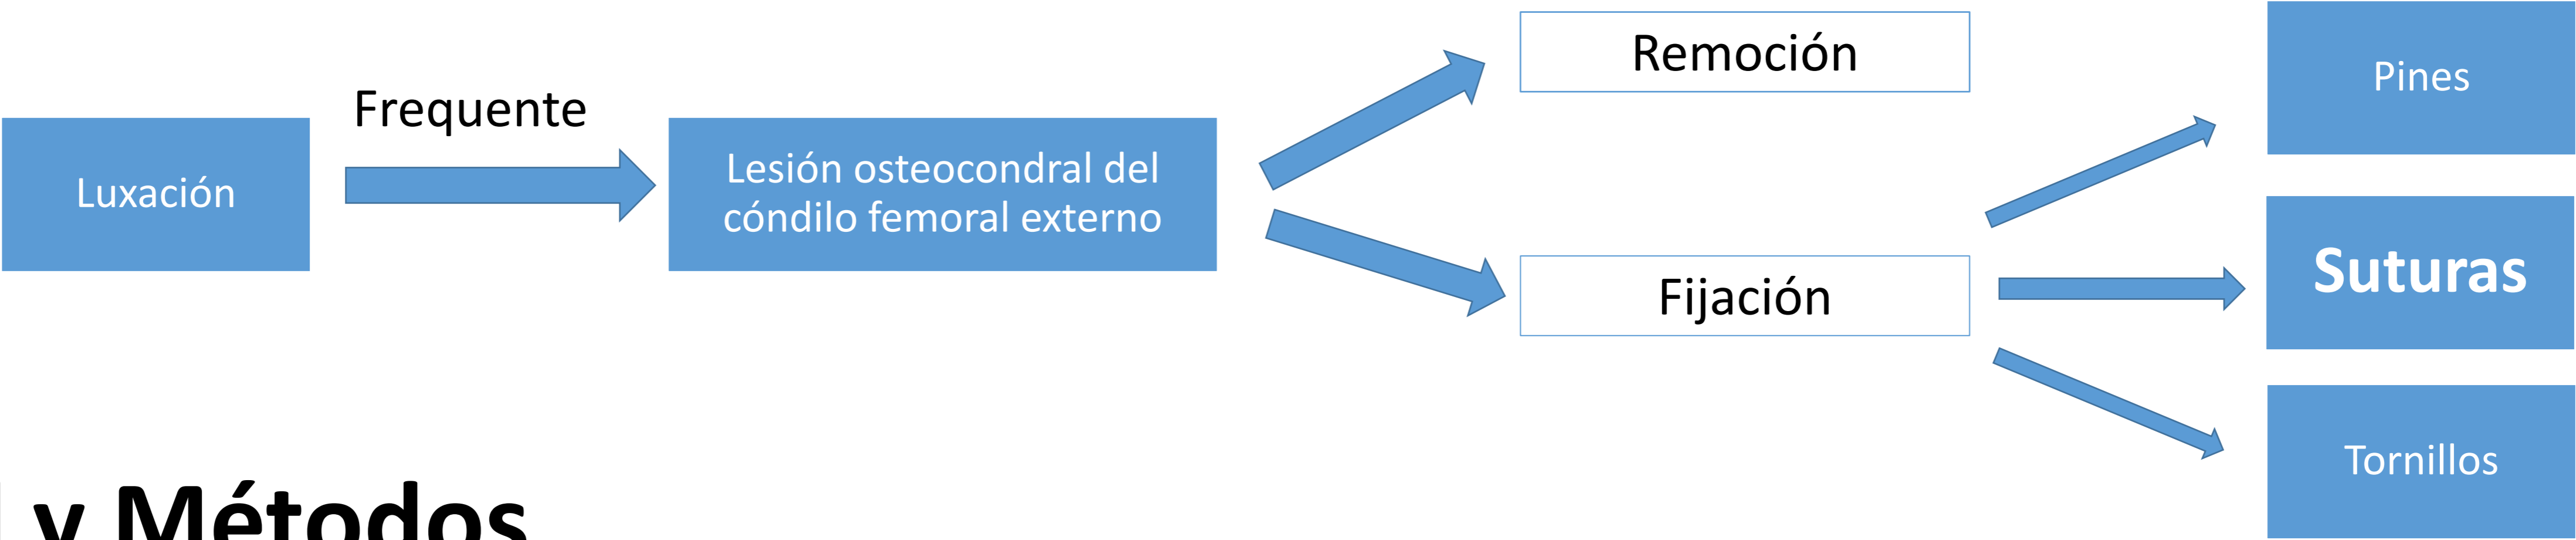 Luxación
Frequente
Lesión osteocondral del
cóndilo femoral externo
Remoción
Fijación
Pines
Suturas
Tornillos
y Métodos